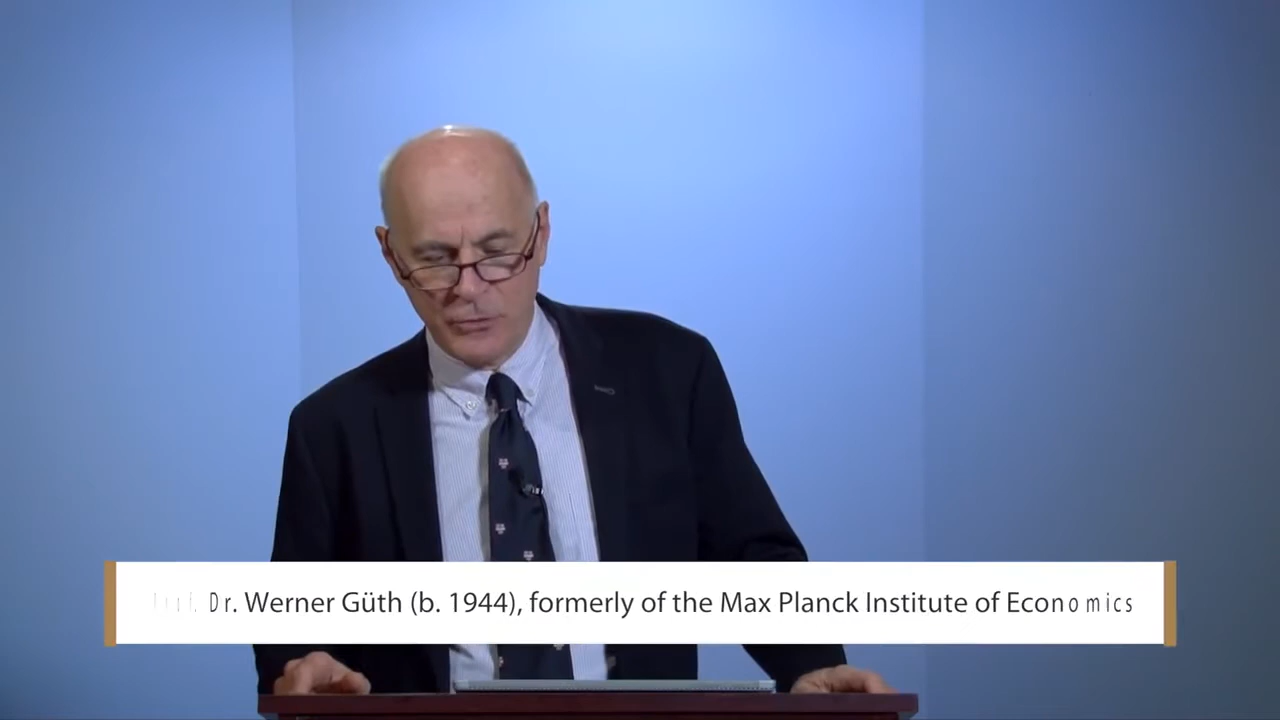 Dr. Werner Güth (b. 1944), formerly of the Max Planck Institute of Economics